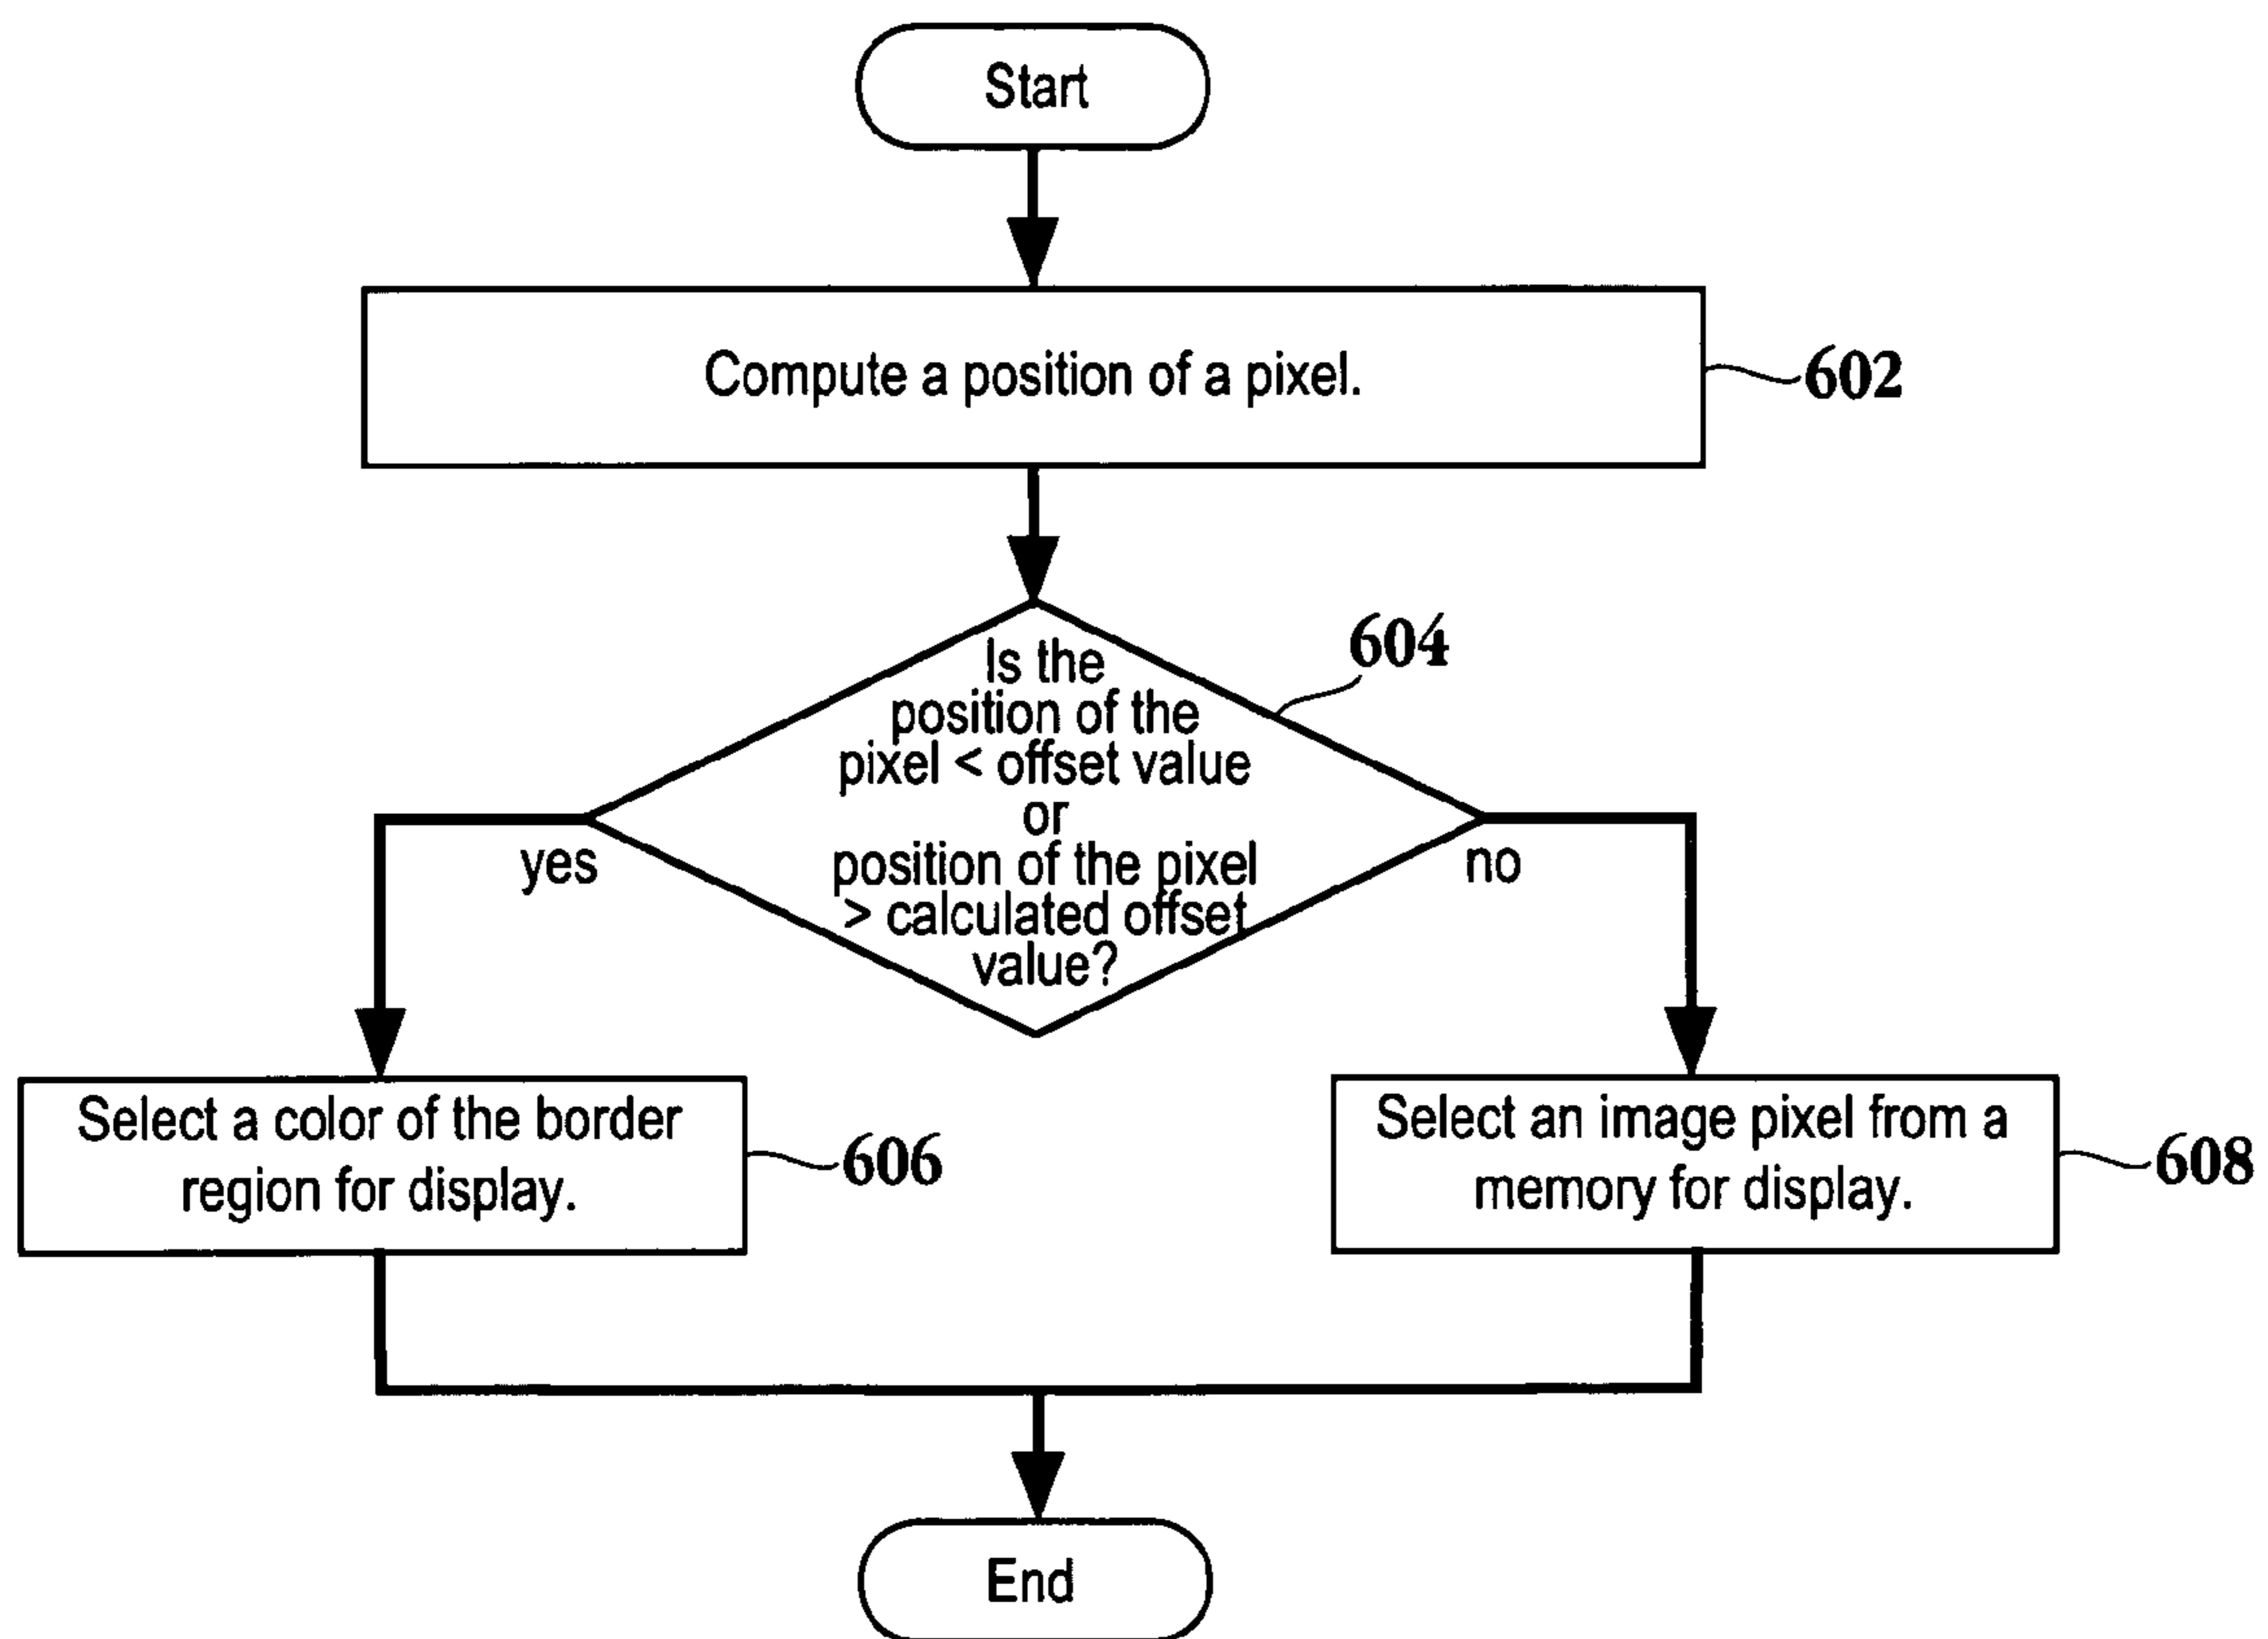 Start
Compute a position of a pixel.
602
604
Is the
position of the
pixel < offset value
or
position of the pixel
> calculated offset
value?
yes
no
Select a color of the border
region for display.
606
Select an image pixel from a
memory for display.
608
End